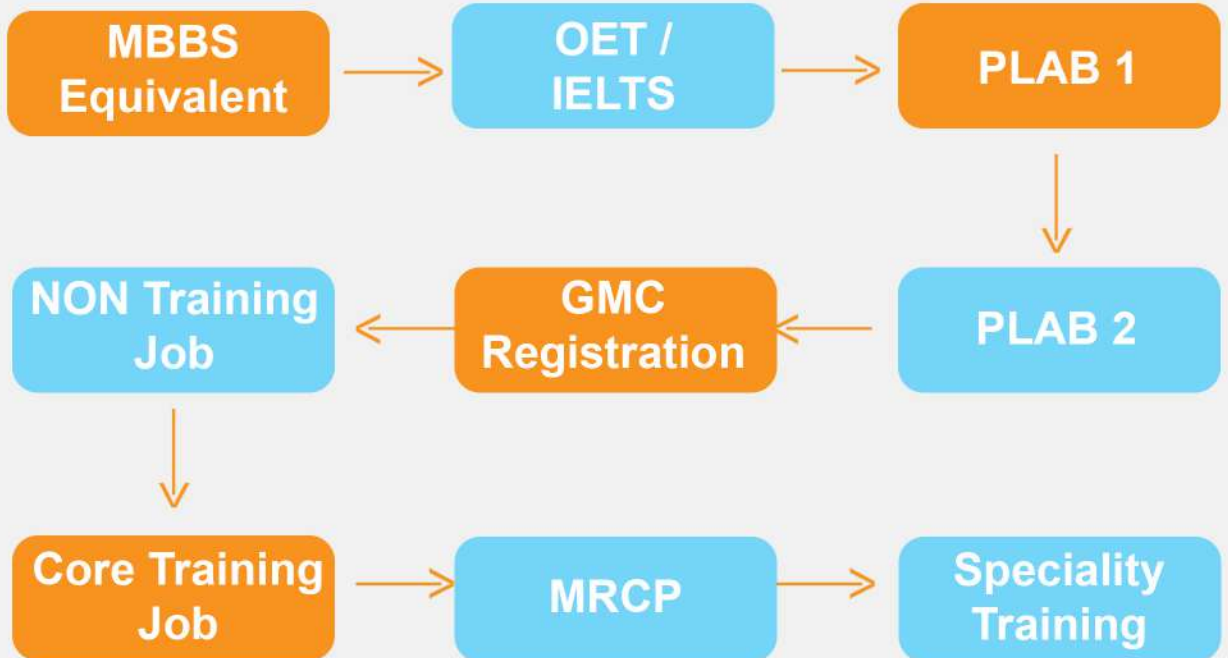 MBBS
Equivalent
OET /
IELTS
PLAB 1
PLAB 2
GMC
Registration
NON Training
Job
Core Training
Job
MRCP
Speciality
Training